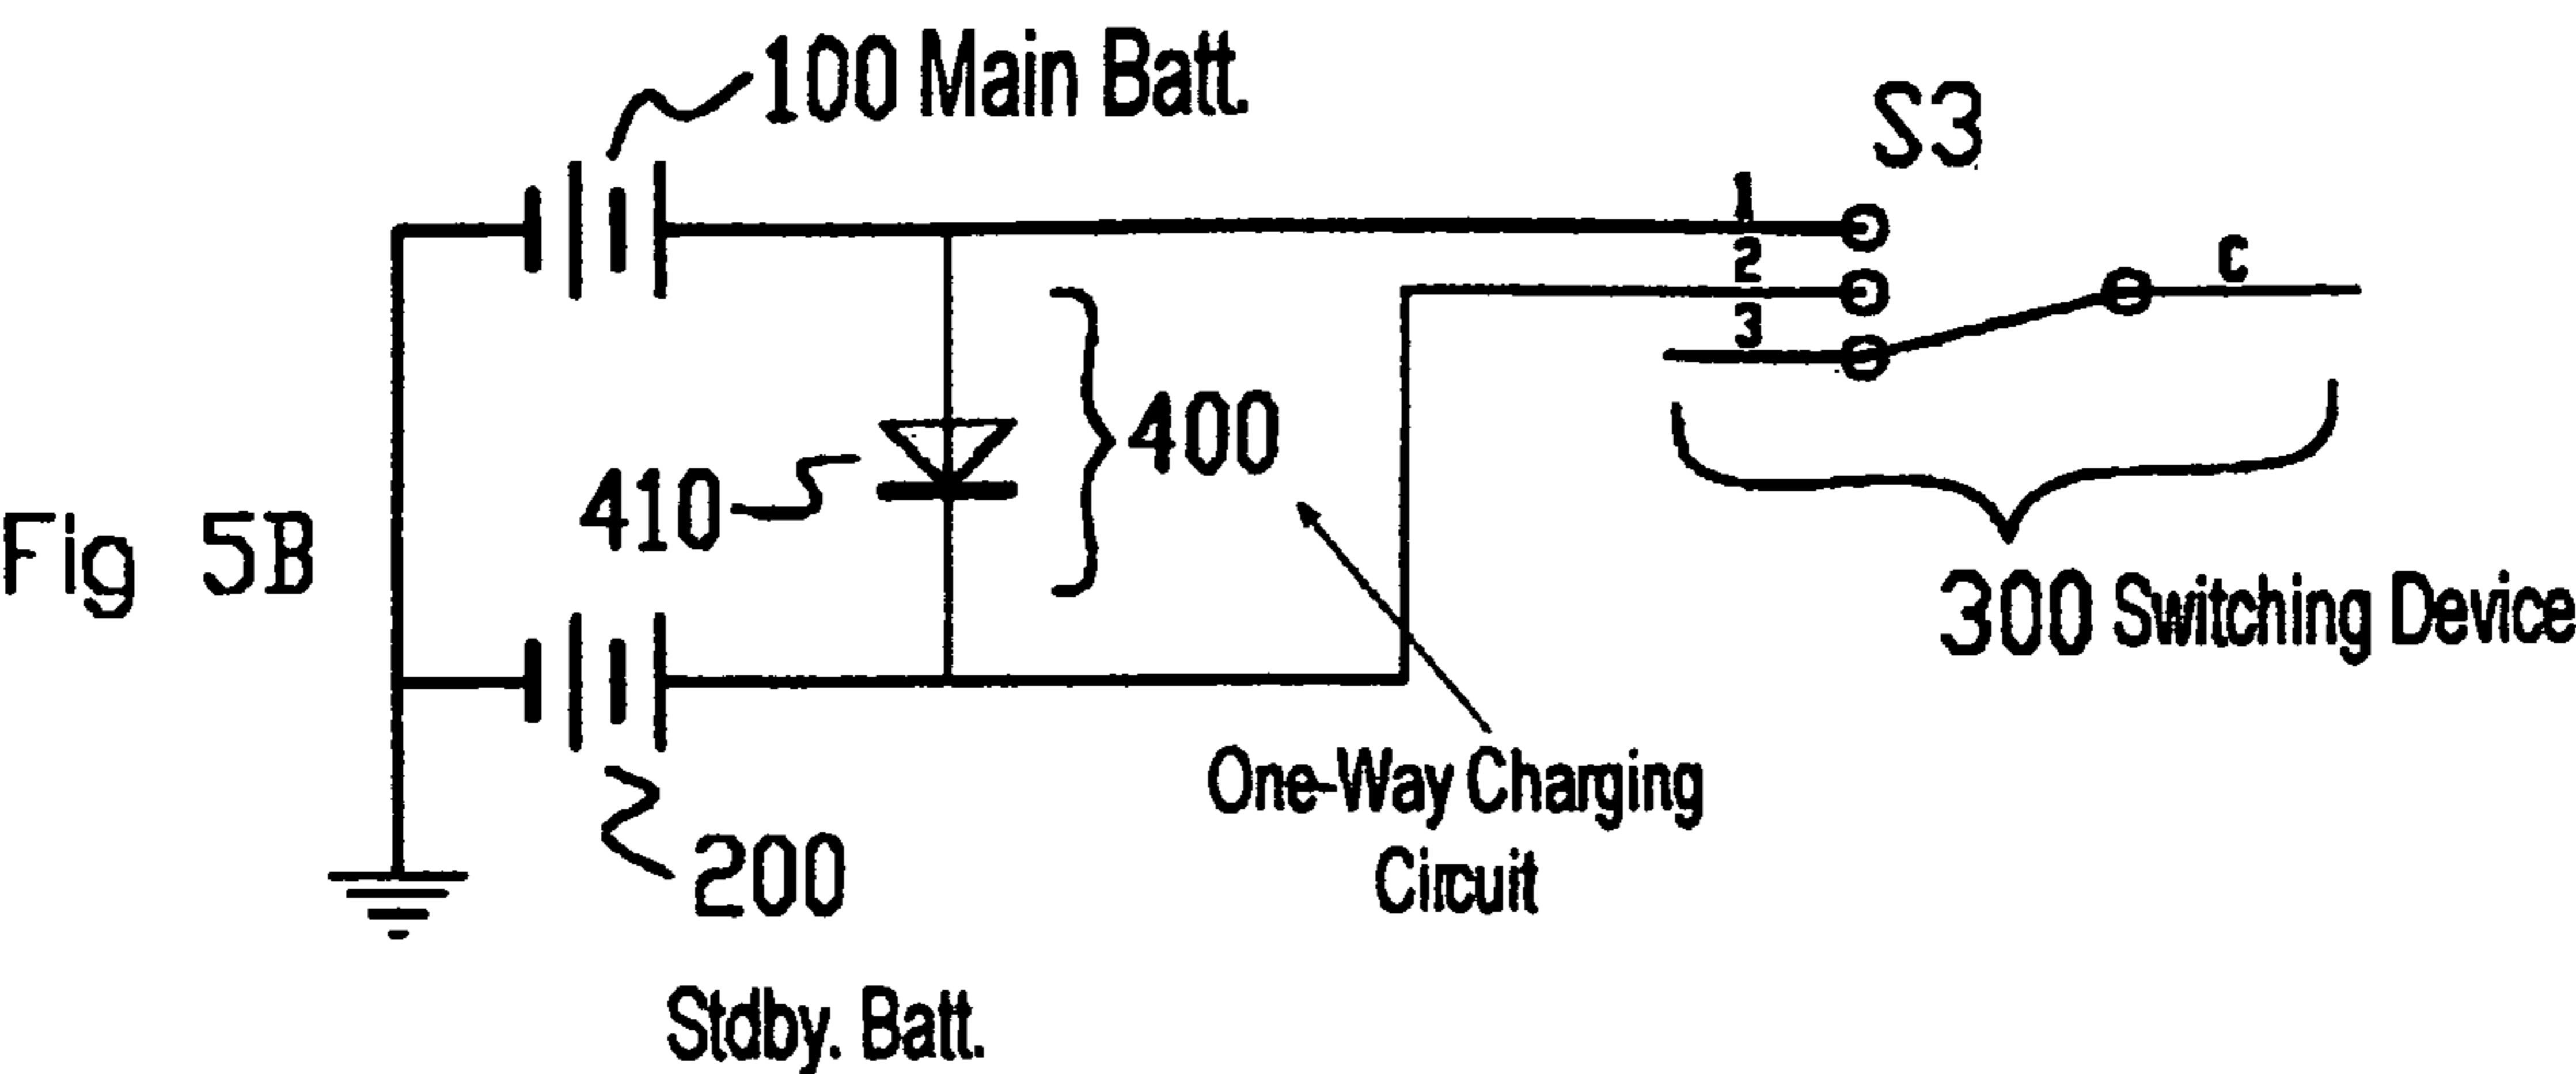 100 Main Batt.
S3
1
2
C
3
400
410
Fig 5B
300 Switching Device
One-Way Charging
Circuit
200
Stdby. Batt.